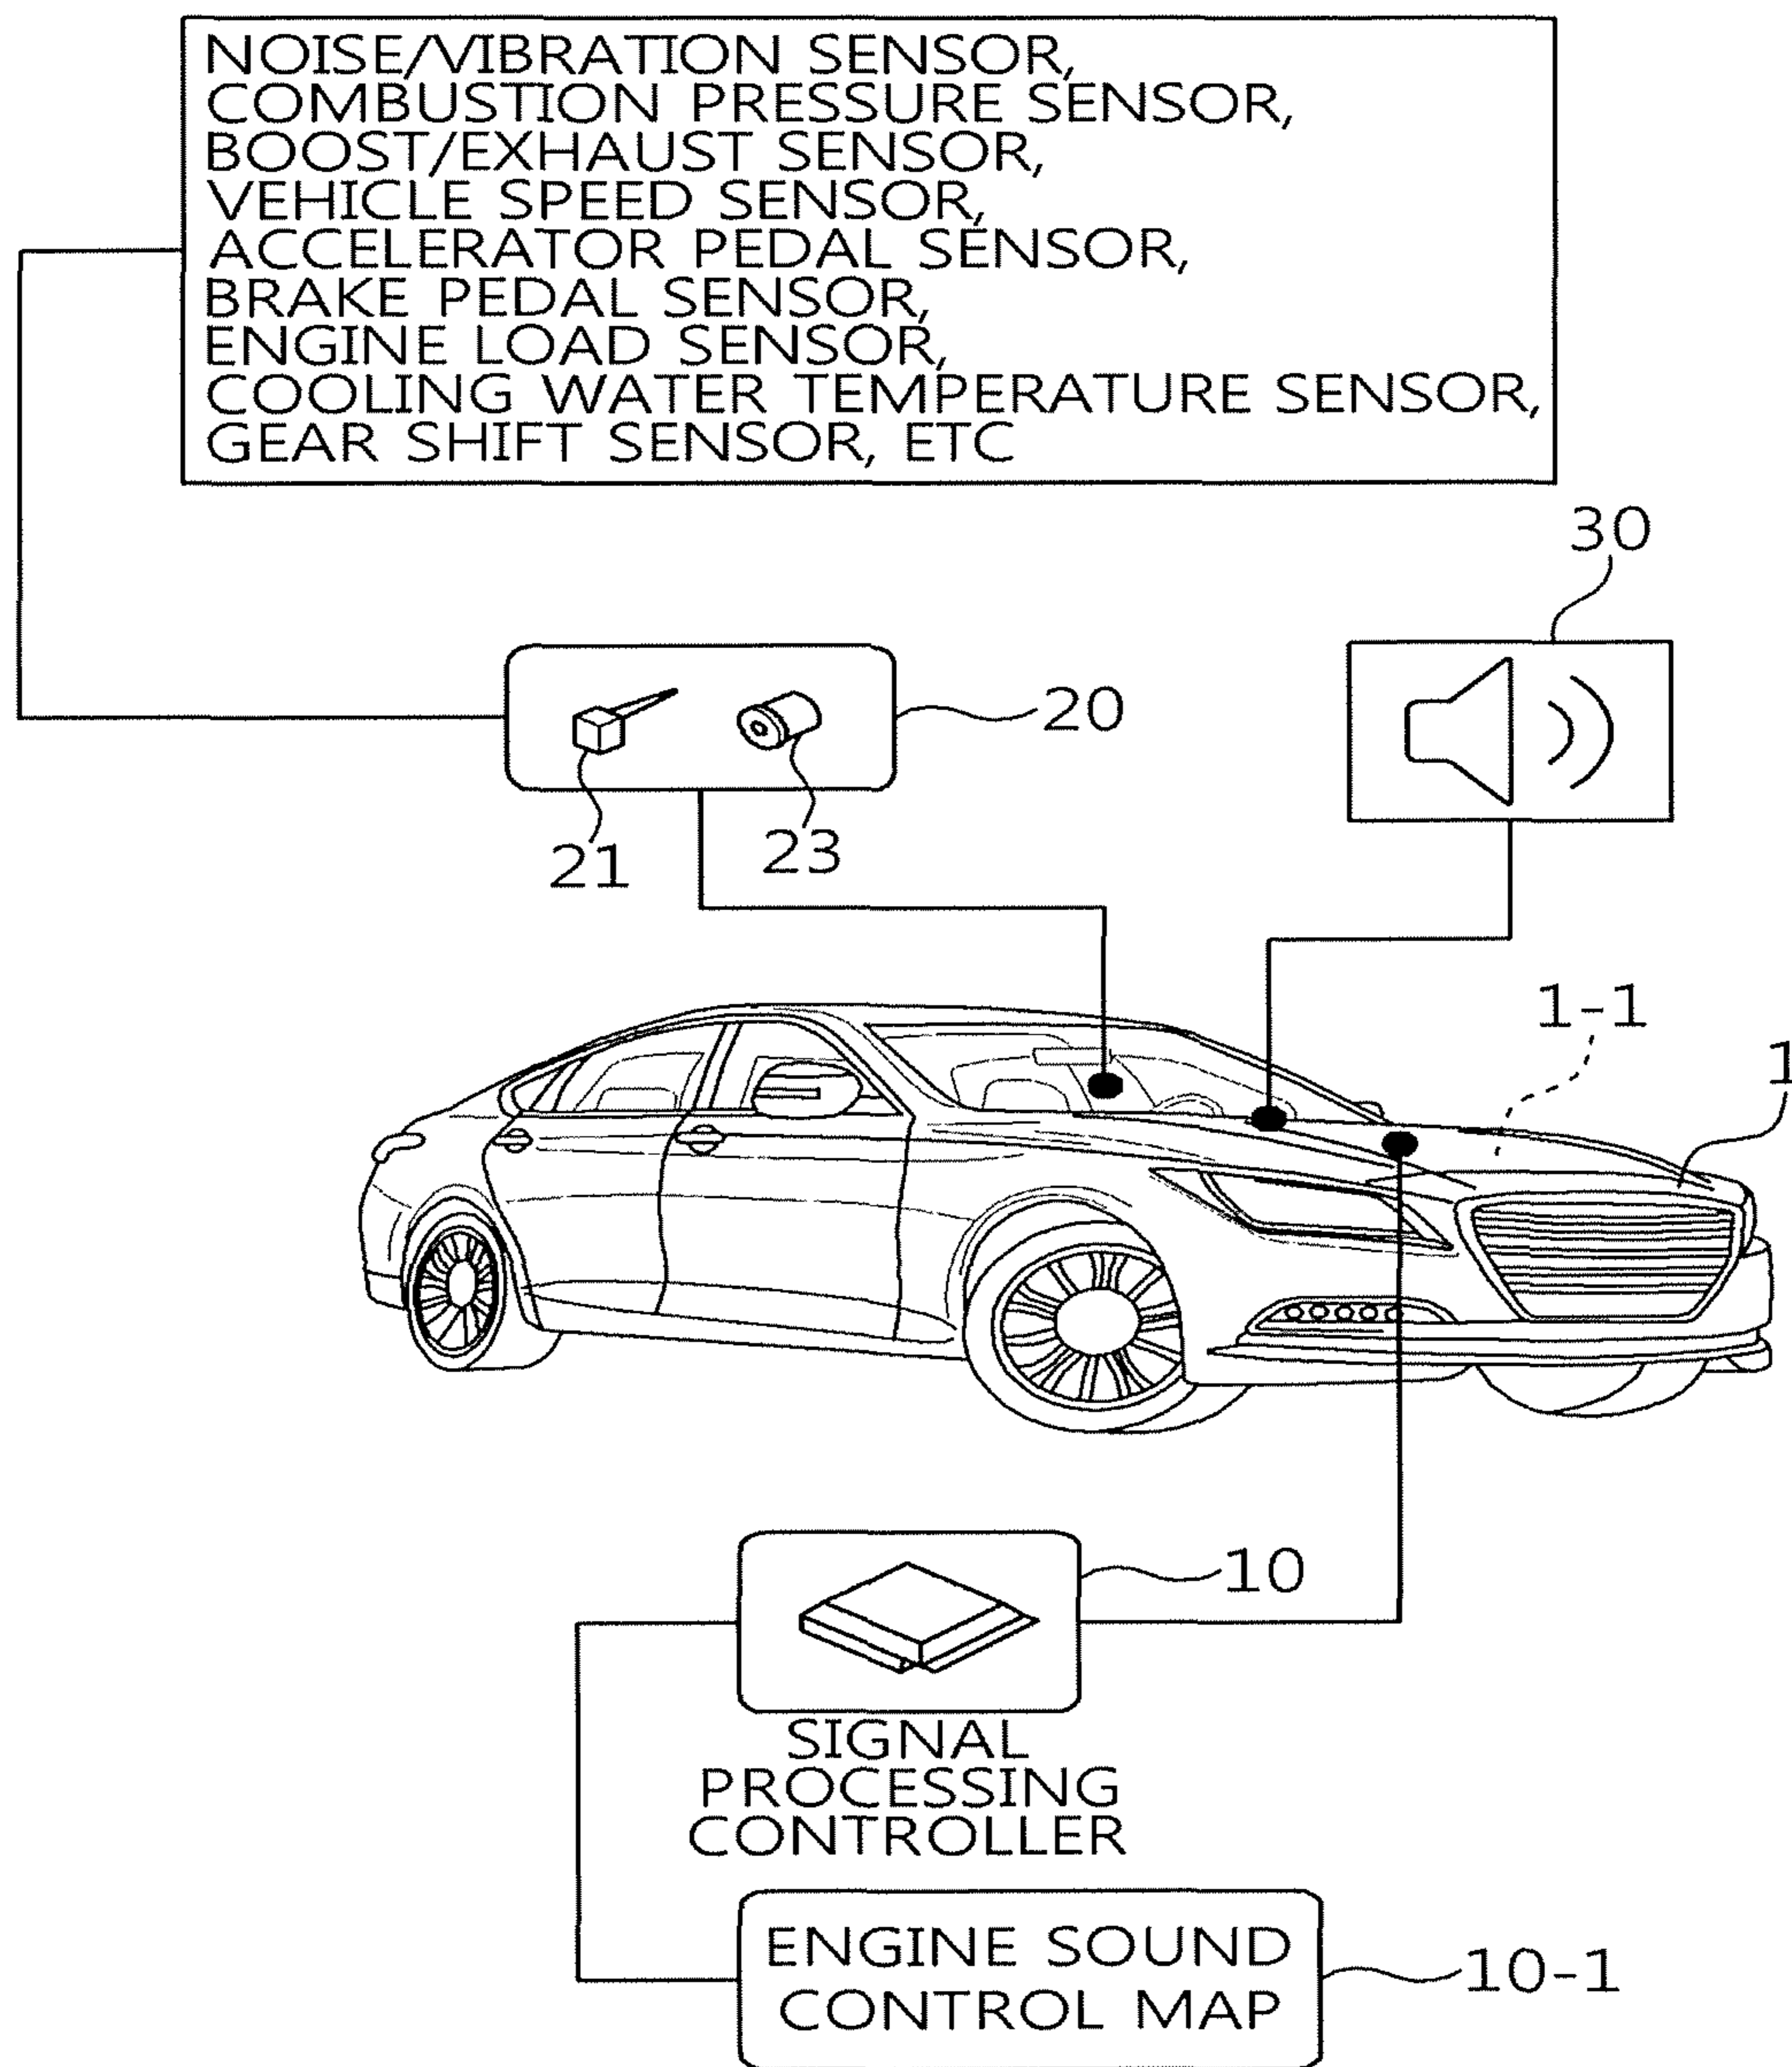 NOISE/VIBRATION SENSOR,
COMBUSTION PRESSURE SENSOR,
BOOST/EXHAUST SENSOR,
VEHICLE SPEED SENSOR,
ACCELERATOR PEDAL SENSOR,
BRAKE PEDAL SENSOR,
ENGINE LOAD SENSOR,
COOLING WATER TEMPERATURE SENSOR,
GEAR SHIFT SENSOR, ETC
30
20
21
23
1-1
1
10
SIGNAL
PROCESSING
CONTROLLER
ENGINE SOUND
CONTROL MAP
10-1